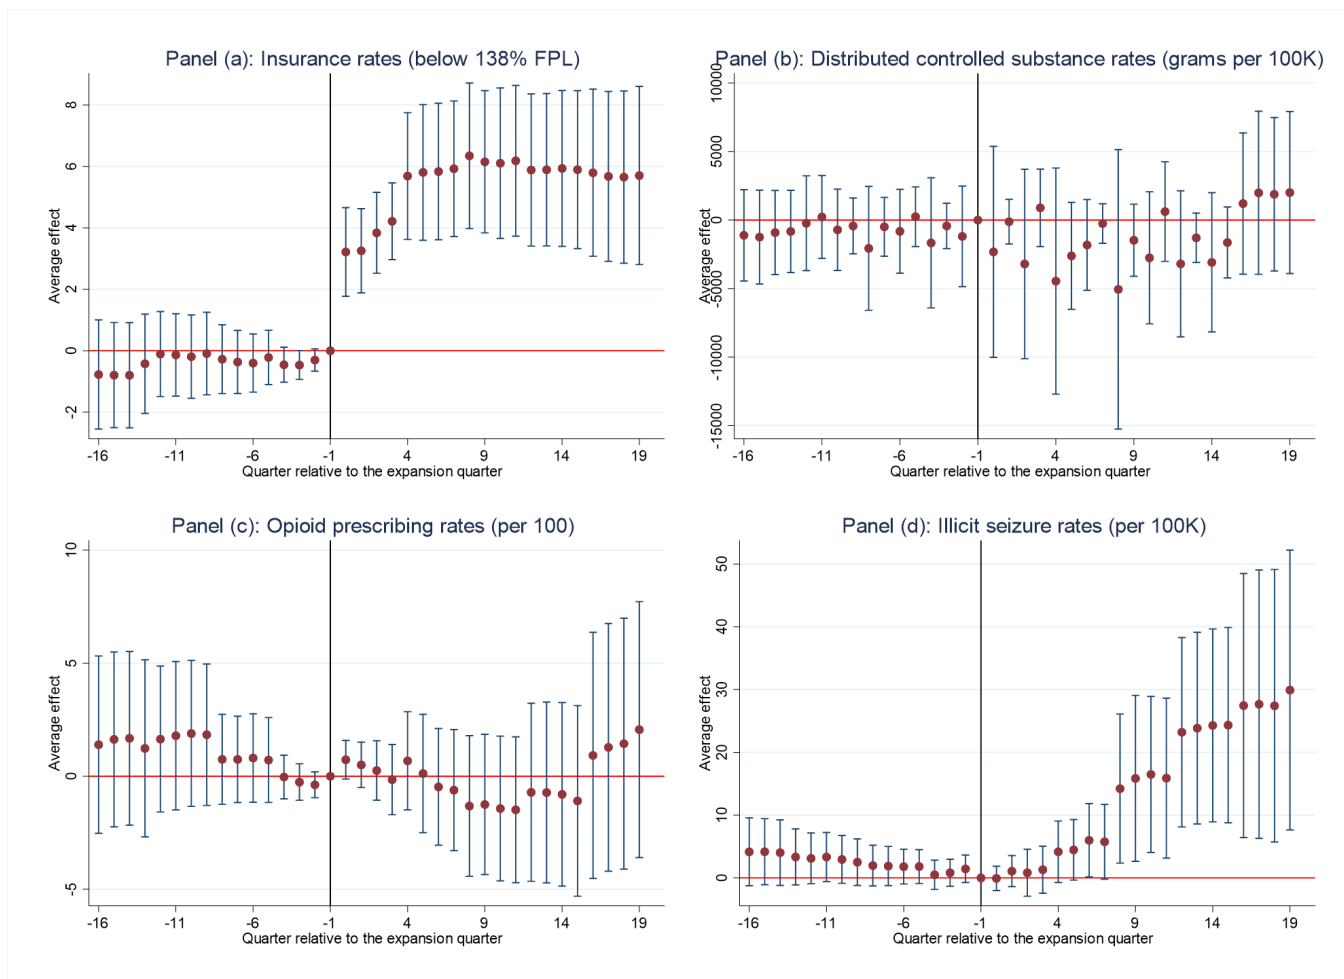 Panel (a): Insurance rates (below 138% FPL)
Average effect
8
6
4
2
0
-2
-16 -11 -6 -1 4 9 14 19
Quarter relative to the expansion quarter
Panel (b): Distributed controlled substance rates (grams per 100K)
Average effect
10000
5000
0
-5000
-10000
-15000
-16 -11 -6 -1 4 9 14 19
Quarter relative to the expansion quarter
Panel (c): Opioid prescribing rates (per 100)
Average effect
10
5
0
-5
-16 -11 -6 -1 4 9 14 19
Quarter relative to the expansion quarter
Panel (d): Illicit seizure rates (per 100K)
Average effect
50
40
30
20
10
0
-16 -11 -6 -1 4 9 14 19
Quarter relative to the expansion quarter